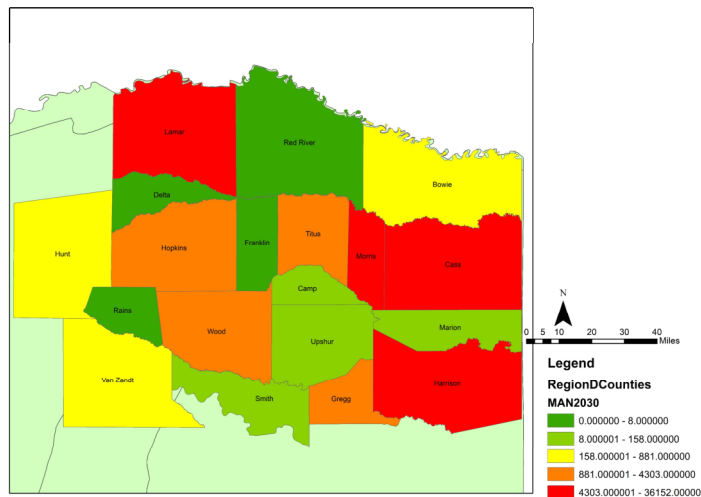 Lamar
Red River
Bowie
Delta
Hunt
Hopkins
Franklin
Titus
Morris
Cass
Camp
Rains
Wood
Upshur
Marion
Van Zandt
Smith
Gregg
Harrison
N
0 5 10 20 30 40
Miles
Legend
RegionDCounties
MAN2030
0.000000 - 8.000000
8.000001 - 158.000000
158.000001 - 881.000000
881.000001 - 4303.000000
4303.000001 - 36152.00000